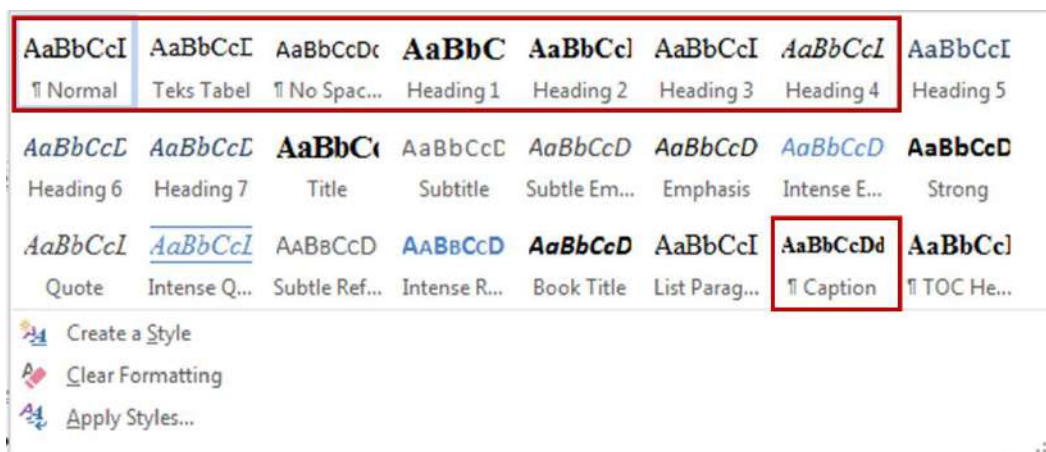 AaBbCcI AaBbCcI AaBbCcDc AaBbC AaBbCcl AaBbCcI AaBbCcI AaBbCcI
¶ Normal Teks Tabel ¶ No Spac... Heading 1 Heading 2 Heading 3 Heading 4 Heading 5
AaBbCcD AaBbCcD AaBbCc AaBbCcD AaBbCcD AaBbCcD AaBbCcD AaBbCcD
Heading 6 Heading 7 Title Subtitle Subtle Em... Emphasis Intense E... Strong
AaBbCcI AaBbCcI AaBbCcD AaBbCcD AaBbCcD AaBbCcI AaBbCcDd AaBbCcl
Quote Intense Q... Subtle Ref... Intense R... Book Title List Parag... ¶ Caption ¶ TOC He...
Create a Style
Clear Formatting
Apply Styles...